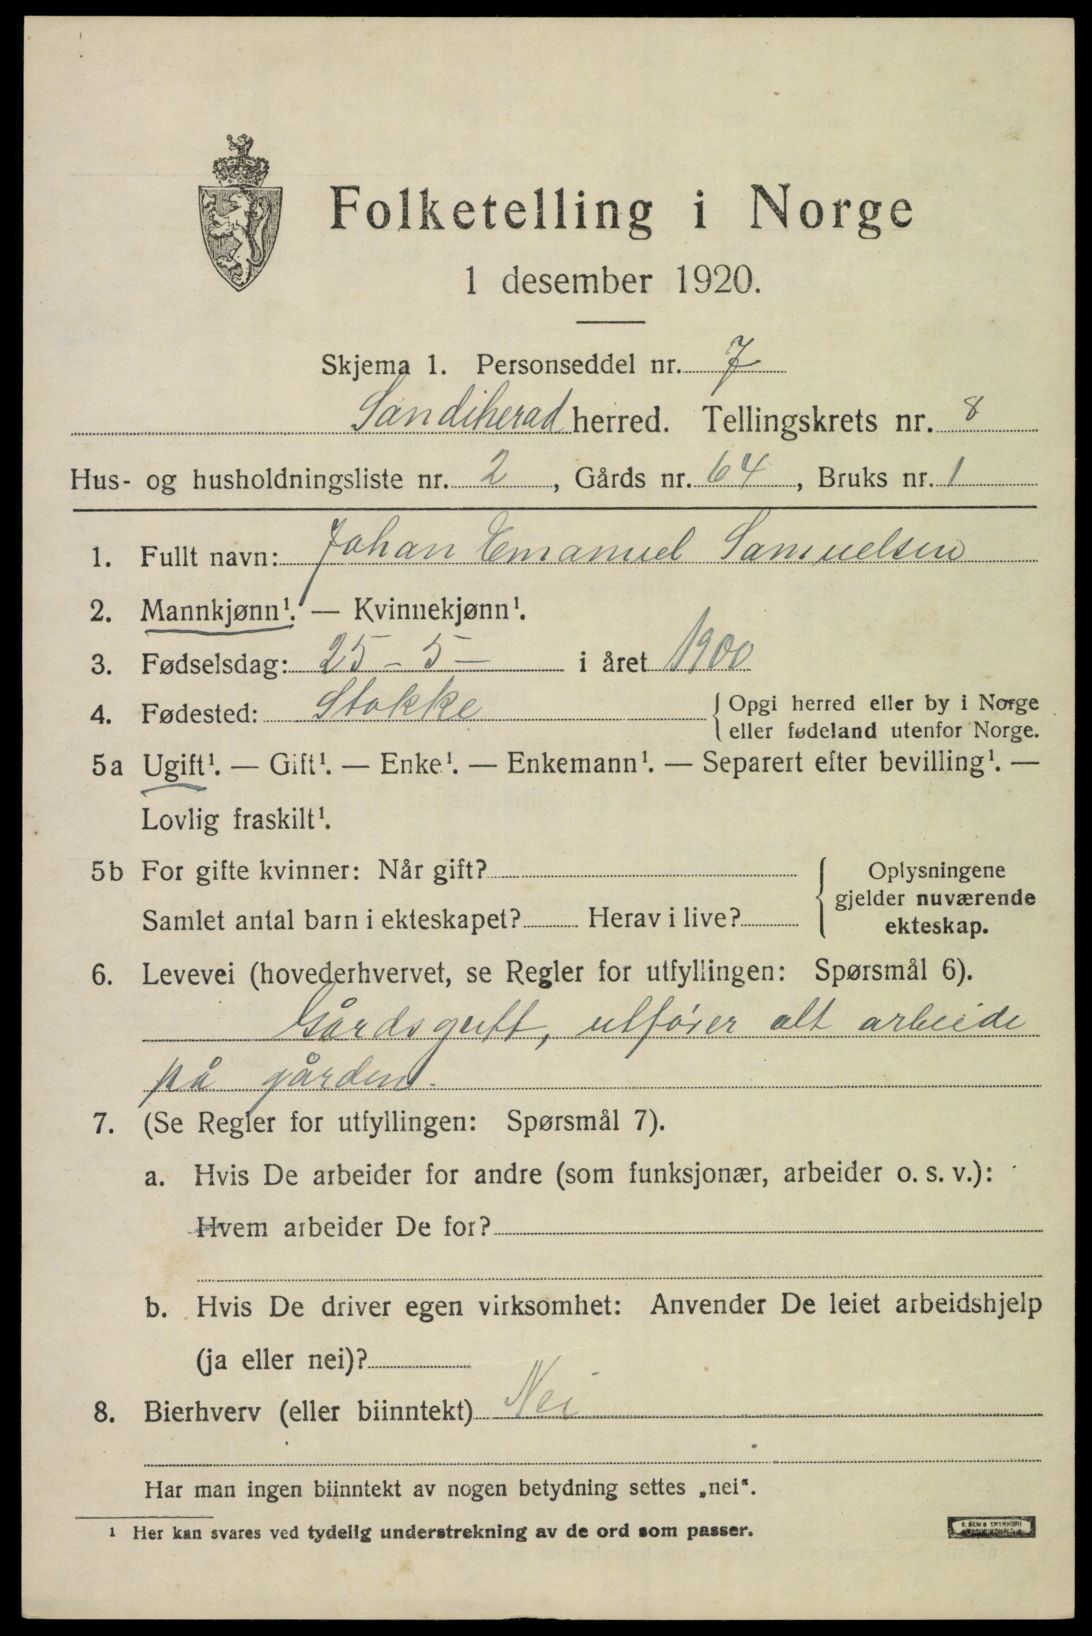 Folketelling i Norge
1 desember 1920.
Skjema 1. Personseddel nr. 7
Sandiherad herred. Tellingskrets nr. 8
Hus- og husholdningsliste nr. 2, Gårds nr. 64, Bruks nr. 1
1. Fullt navn: Johan Emanuel Samuelsen
2. Mannkjønn¹. — Kvinnekjønn¹.
3. Fødselsdag: 25 - 5 - i året 1900
4. Fødested: Stokke { Opgi herred eller by i Norge
eller fødeland utenfor Norge.
5a Ugift¹. — Gift¹. — Enke¹. — Enkemann¹. — Separert efter bevilling¹. —
Lovlig fraskilt¹.
5b For gifte kvinner: Når gift? { Oplysningene
gjelder nuværende
Samlet antal barn i ekteskapet? Herav i live? ekteskap.
6. Levevei (hovederhvervet, se Regler for utfyllingen: Spørsmål 6).
Gårdsgutt, utfører alt arbeide
på gården.
7. (Se Regler for utfyllingen: Spørsmål 7).
a. Hvis De arbeider for andre (som funksjonær, arbeider o. s. v.):
Hvem arbeider De for?
b. Hvis De driver egen virksomhet: Anvender De leiet arbeidshjelp
(ja eller nei)?
8. Bierhverv (eller biinntekt) Nei
Har man ingen biinntekt av nogen betydning settes „nei“.
¹ Her kan svares ved tydelig understrekning av de ord som passer.